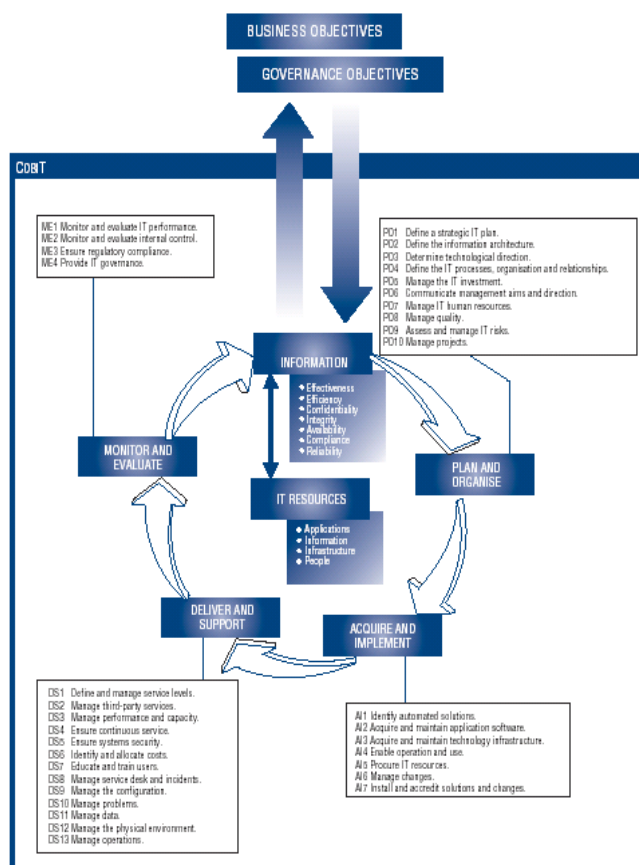 BUSINESS OBJECTIVES
GOVERNANCE OBJECTIVES
COBIT
ME1 Monitor and evaluate IT performance.
ME2 Monitor and evaluate internal control.
ME3 Ensure regulatory compliance.
ME4 Provide IT governance.
PO1 Define a strategic IT plan.
PO2 Define the information architecture.
PO3 Determine technological direction.
PO4 Define the IT processes, organisation and relationships.
PO5 Manage the IT investment.
PO6 Communicate management aims and direction.
PO7 Manage IT human resources.
PO8 Manage quality.
PO9 Assess and manage IT risks.
PO10 Manage projects.
INFORMATION
Effectiveness
Efficiency
Confidentiality
Integrity
Availability
Compliance
Reliability
MONITOR AND
EVALUATE
PLAN AND
ORGANISE
IT RESOURCES
Applications
Information
Infrastructure
People
DELIVER AND
SUPPORT
ACQUIRE AND
IMPLEMENT
DS1 Define and manage service levels.
DS2 Manage third-party services.
DS3 Manage performance and capacity.
DS4 Ensure continuous service.
DS5 Ensure systems security.
DS6 Identify and allocate costs.
DS7 Educate and train users.
DS8 Manage service desk and incidents.
DS9 Manage the configuration.
DS10 Manage problems.
DS11 Manage data.
DS12 Manage the physical environment.
DS13 Manage operations.
AI1 Identify automated solutions.
AI2 Acquire and maintain application software.
AI3 Acquire and maintain technology infrastructure.
AI4 Enable operation and use.
AI5 Procure IT resources.
AI6 Manage changes.
AI7 Install and accredit solutions and changes.